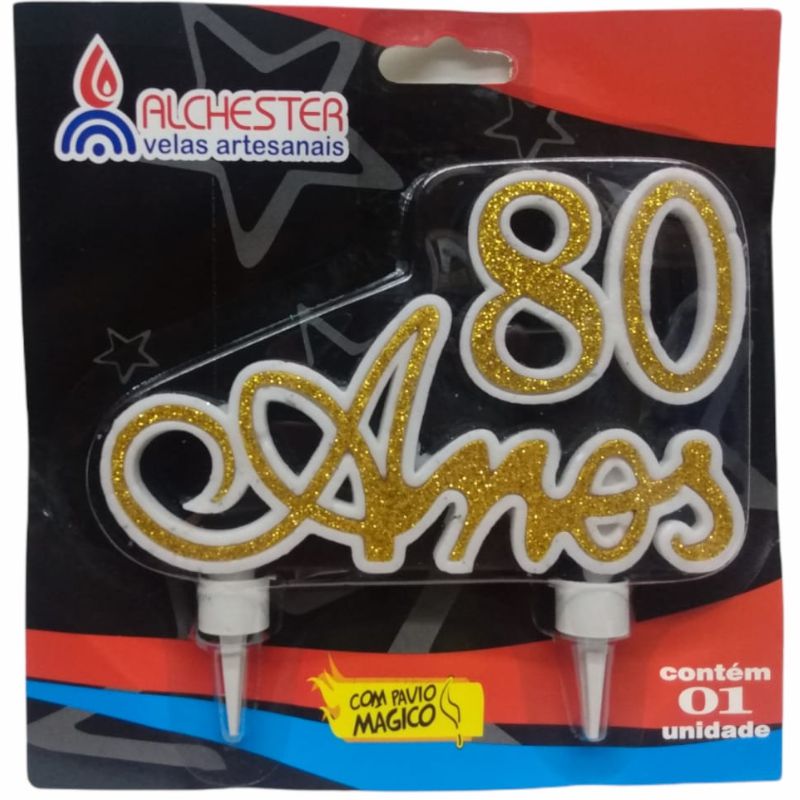 ALCHESTER
velas artesanais
80
Anos
COM PAVIO
MAGICO
contém
01
unidade